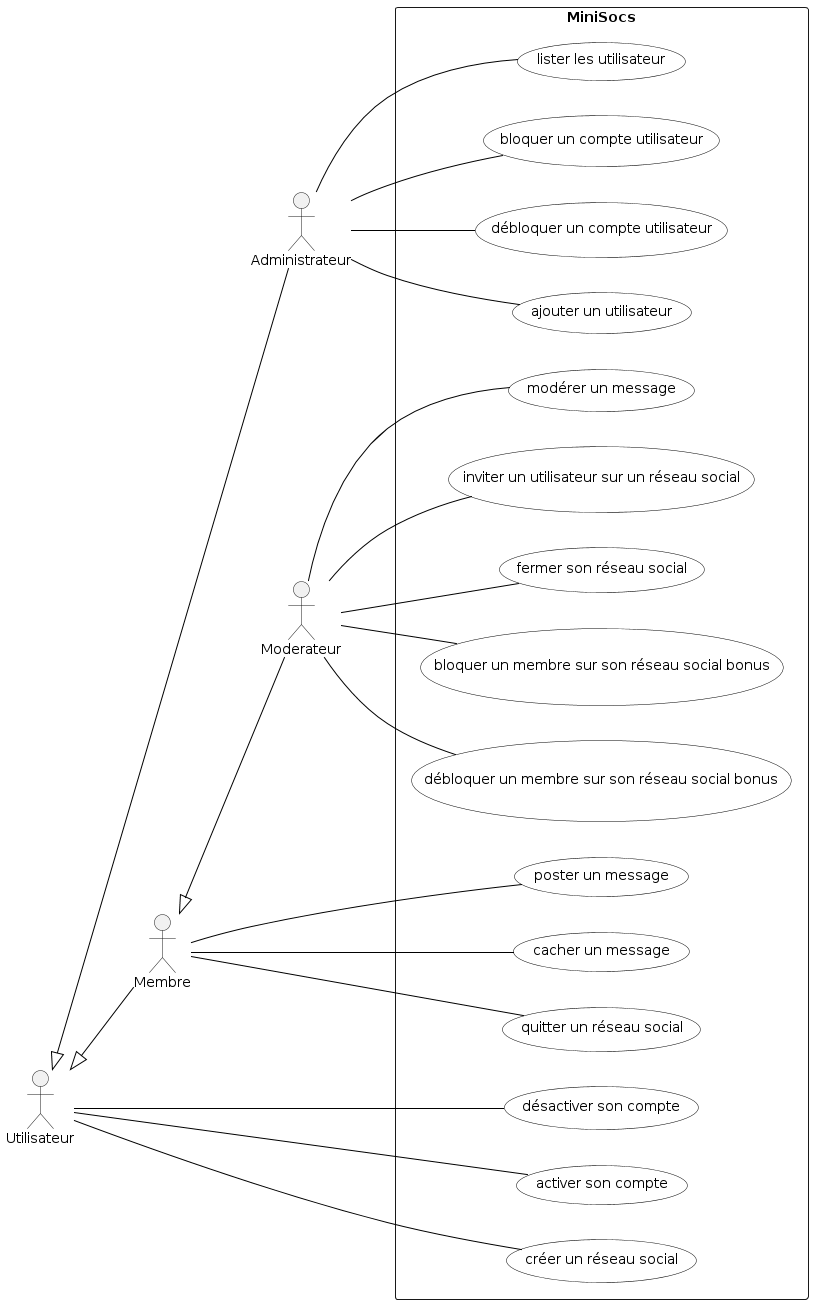 MiniSocs
lister les utilisateur
bloquer un compte utilisateur
débloquer un compte utilisateur
Administrateur
ajouter un utilisateur
modérer un message
inviter un utilisateur sur un réseau social
fermer son réseau social
Moderateur
bloquer un membre sur son réseau social bonus
débloquer un membre sur son réseau social bonus
poster un message
cacher un message
Membre
quitter un réseau social
désactiver son compte
Utilisateur
activer son compte
créer un réseau social